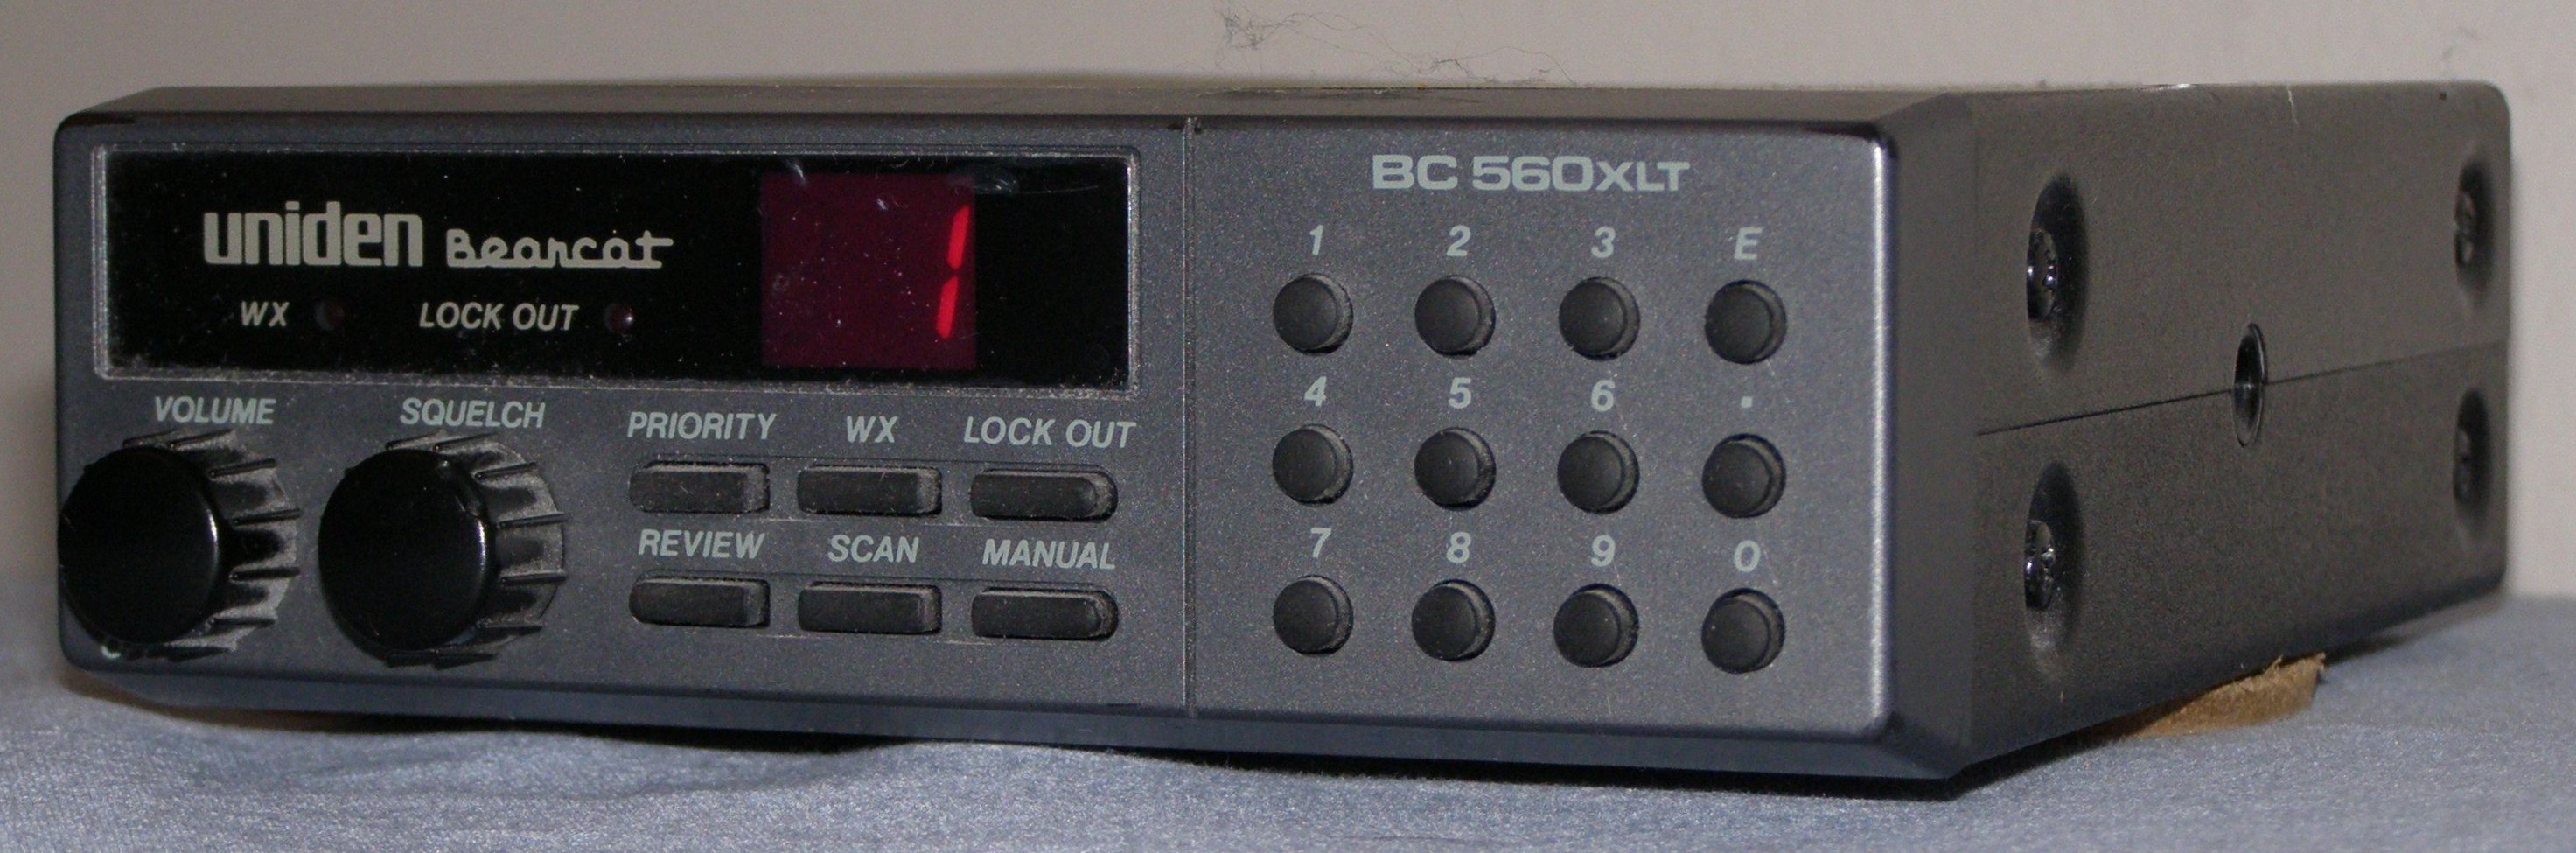 uniden Bearcat
WX LOCK OUT
1
VOLUME SQUELCH
PRIORITY WX LOCK OUT
REVIEW SCAN MANUAL
BC 560XLT
1 2 3 E
4 5 6 .
7 8 9 0